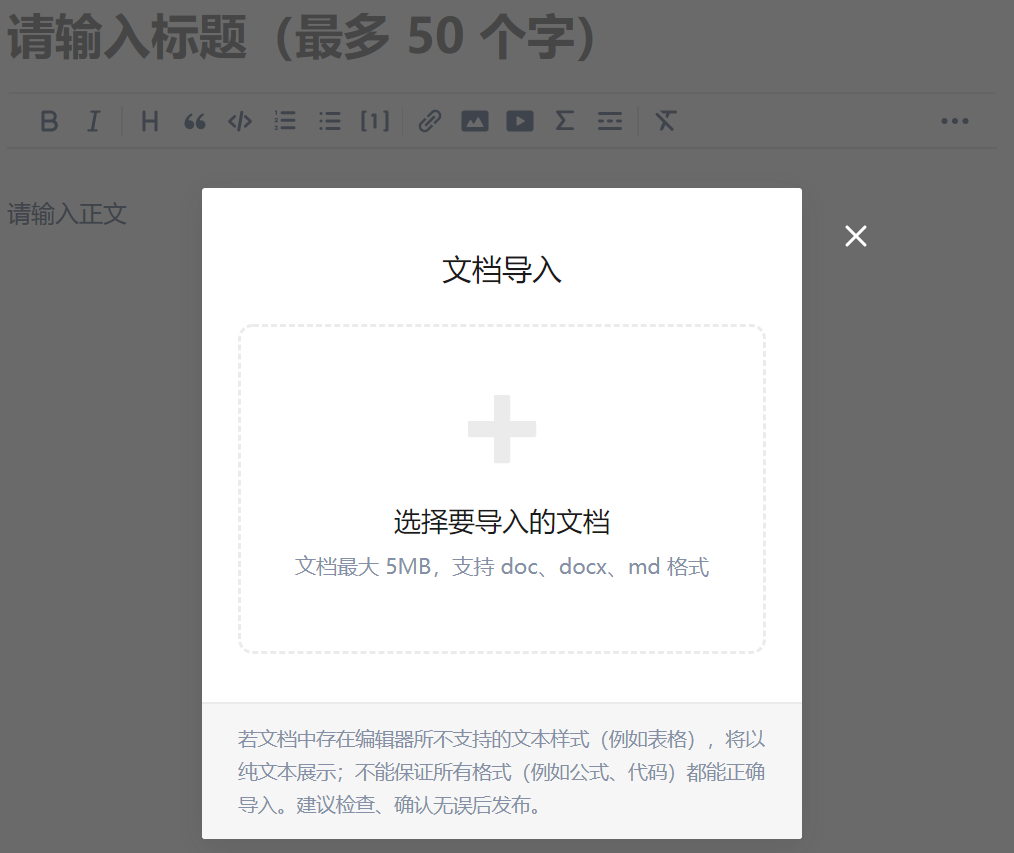 请输入标题（最多 50 个字）
B I H “ </> [1] Σ
请输入正文
文档导入
选择要导入的文档
文档最大 5MB，支持 doc、docx、md 格式
若文档中存在编辑器所不支持的文本样式（例如表格），将以
纯文本展示；不能保证所有格式（例如公式、代码）都能正确
导入。建议检查、确认无误后发布。